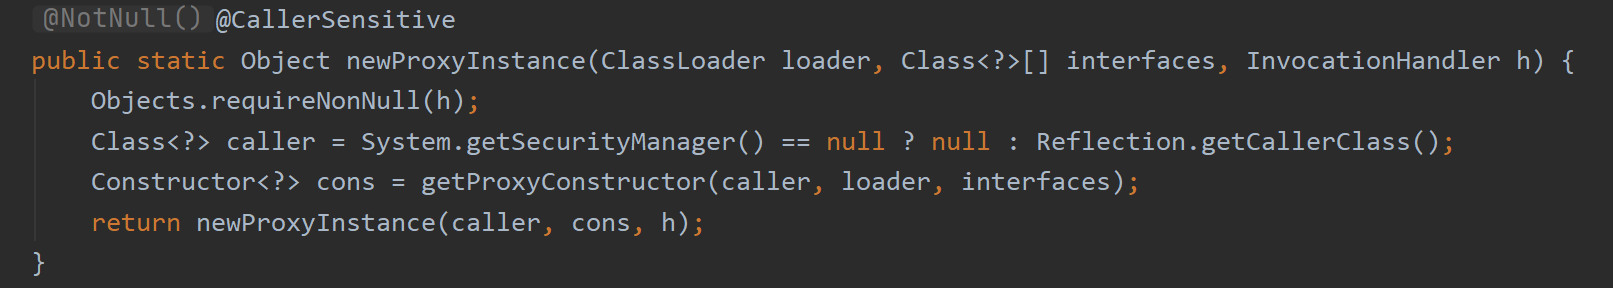 @NotNull() @CallerSensitive
public static Object newProxyInstance(ClassLoader loader, Class<?>[] interfaces, InvocationHandler h) {
    Objects.requireNonNull(h);
    Class<?> caller = System.getSecurityManager() == null ? null : Reflection.getCallerClass();
    Constructor<?> cons = getProxyConstructor(caller, loader, interfaces);
    return newProxyInstance(caller, cons, h);
}